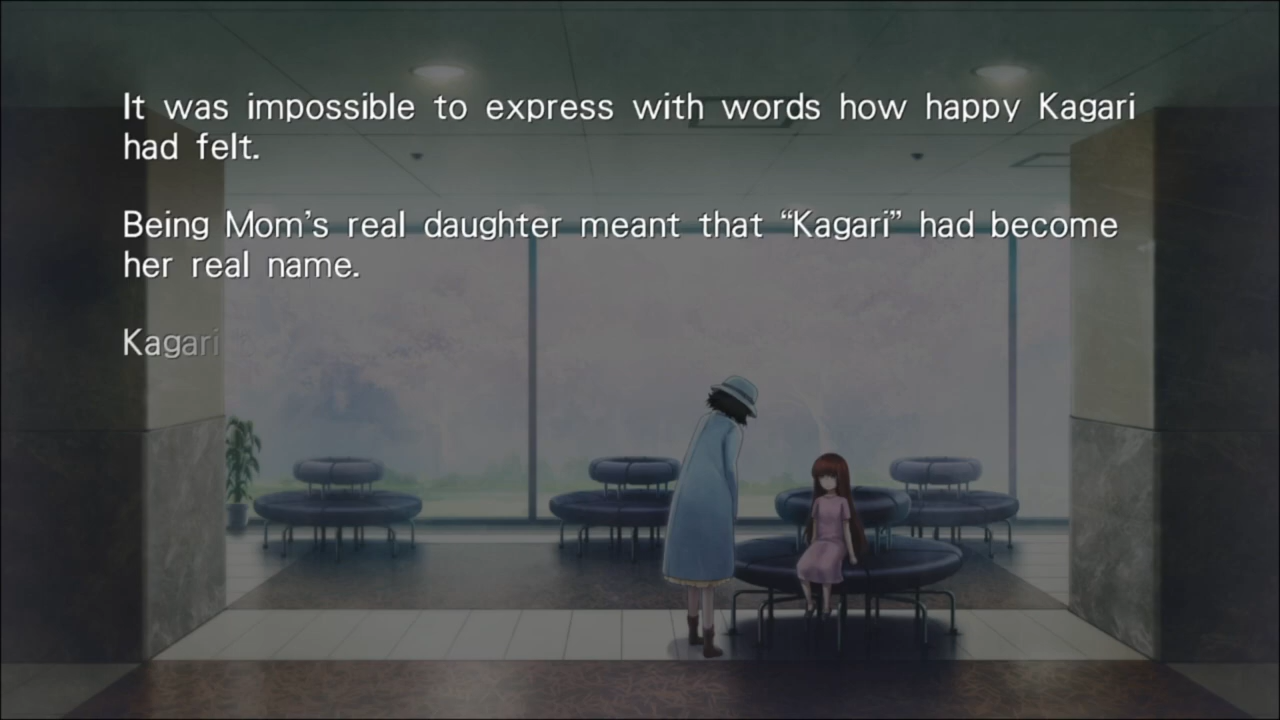 It was impossible to express with words how happy Kagari
had felt.
Being Mom’s real daughter meant that “Kagari” had become
her real name.
Kagari